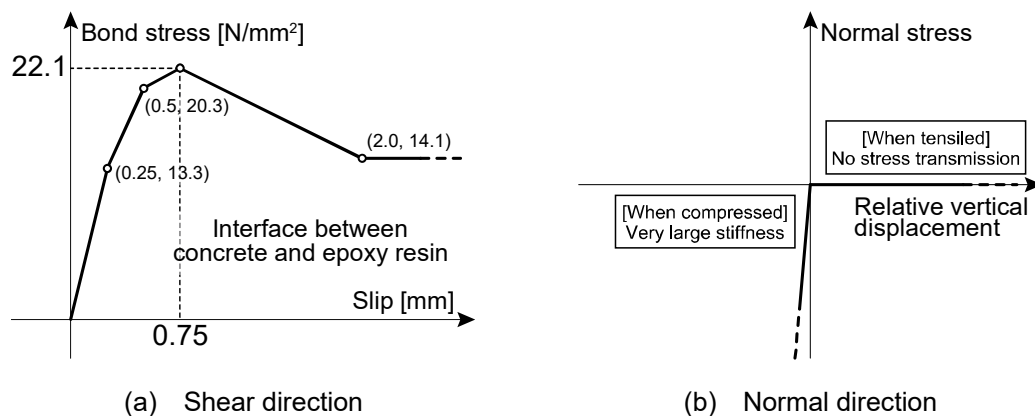 Bond stress [N/mm²]
22.1
(0.5, 20.3)
(2.0, 14.1)
(0.25, 13.3)
Interface between
concrete and epoxy resin
Slip [mm]
0.75
(a) Shear direction
Normal stress
[When tensiled]
No stress transmission
[When compressed]
Very large stiffness
Relative vertical
displacement
(b) Normal direction